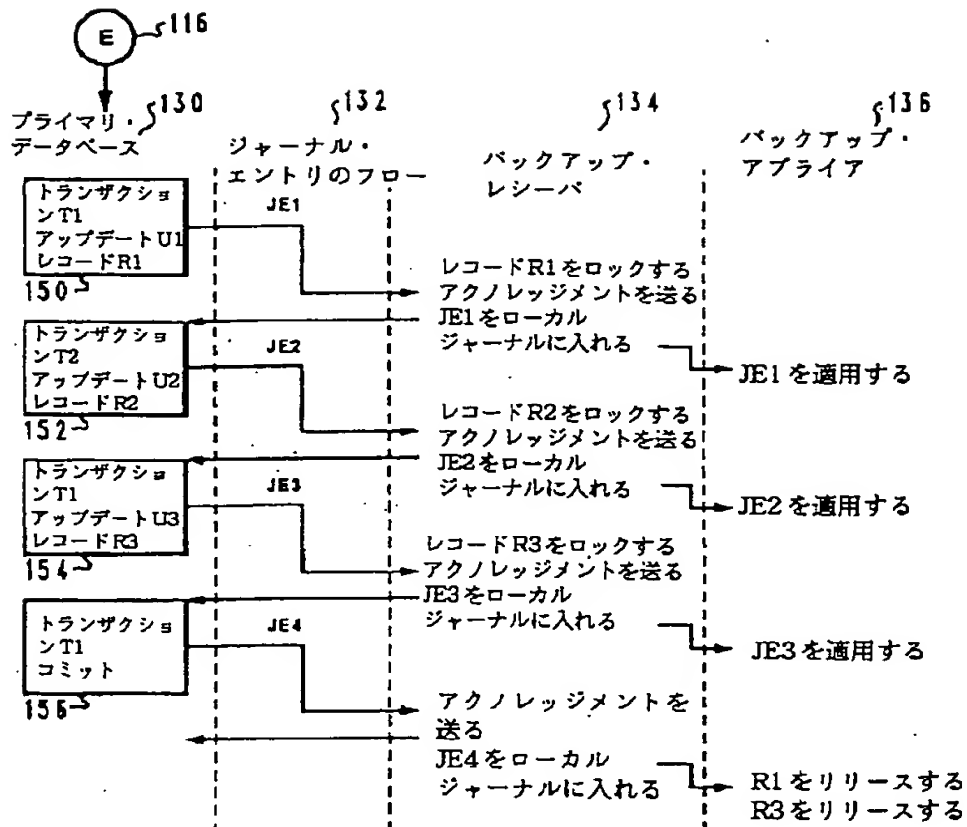 E
116
130
プライマリ・
データベース
132
ジャーナル・
エントリのフロー
134
バックアップ・
レシーバ
136
バックアップ・
アプライア
トランザクショ
ンT1
アップデートU1
レコードR1
150
JE1
レコードR1をロックする
アクノレッジメントを送る
JE1をローカル
ジャーナルに入れる
JE1を適用する
トランザクショ
ンT2
アップデートU2
レコードR2
152
JE2
レコードR2をロックする
アクノレッジメントを送る
JE2をローカル
ジャーナルに入れる
JE2を適用する
トランザクショ
ンT1
アップデートU3
レコードR3
154
JE3
レコードR3をロックする
アクノレッジメントを送る
JE3をローカル
ジャーナルに入れる
JE3を適用する
トランザクショ
ンT1
コミット
156
JE4
アクノレッジメントを
送る
JE4をローカル
ジャーナルに入れる
R1をリリースする
R3をリリースする